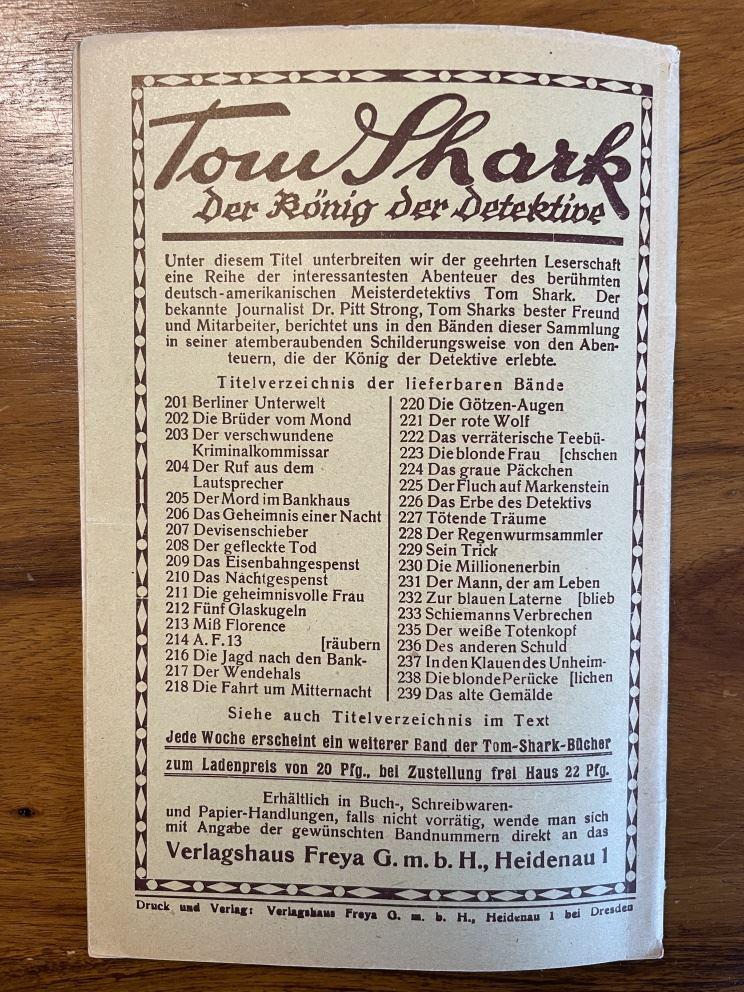 Tom Shark
Der König der Detektive
Unter diesem Titel unterbreiten wir der geehrten Leserschaft
eine Reihe der interessantesten Abenteuer des berühmten
deutsch-amerikanischen Meisterdetektivs Tom Shark. Der
bekannte Journalist Dr. Pitt Strong, Tom Sharks bester Freund
und Mitarbeiter, berichtet uns in den Bänden dieser Sammlung
in seiner atemberaubenden Schilderungsweise von den Aben-
teuern, die der König der Detektive erlebte.
Titelverzeichnis der lieferbaren Bände
201 Berliner Unterwelt
202 Die Brüder vom Mond
203 Der verschwundene
Kriminalkommissar
204 Der Ruf aus dem
Lautsprecher
205 Der Mord im Bankhaus
206 Das Geheimnis einer Nacht
207 Devisenschieber
208 Der gefleckte Tod
209 Das Eisenbahngespenst
210 Das Nachtgespenst
211 Die geheimnisvolle Frau
212 Fünf Glaskugeln
213 Miß Florence
214 A. F. 13 [räubern
216 Die Jagd nach den Bank-
217 Der Wendehals
218 Die Fahrt um Mitternacht
220 Die Götzen-Augen
221 Der rote Wolf
222 Das verräterische Teebü-
223 Die blonde Frau [chschen
224 Das graue Päckchen
225 Der Fluch auf Markenstein
226 Das Erbe des Detektivs
227 Tötende Träume
228 Der Regenwurmsammler
229 Sein Trick
230 Die Millionenerbin
231 Der Mann, der am Leben
232 Zur blauen Laterne [blieb
233 Schiemanns Verbrechen
235 Der weiße Totenkopf
236 Des anderen Schuld
237 In den Klauen des Unheim-
238 Die blonde Perücke [lichen
239 Das alte Gemälde
Siehe auch Titelverzeichnis im Text
Jede Woche erscheint ein weiterer Band der Tom-Shark-Bücher
zum Ladenpreis von 20 Pfg., bei Zustellung frei Haus 22 Pfg.
Erhältlich in Buch-, Schreibwaren-
und Papier-Handlungen, falls nicht vorrätig, wende man sich
mit Angabe der gewünschten Bandnummern direkt an das
Verlagshaus Freya G. m. b. H., Heidenau 1
Druck und Verlag: Verlagshaus Freya G. m. b. H., Heidenau 1 bei Dresden